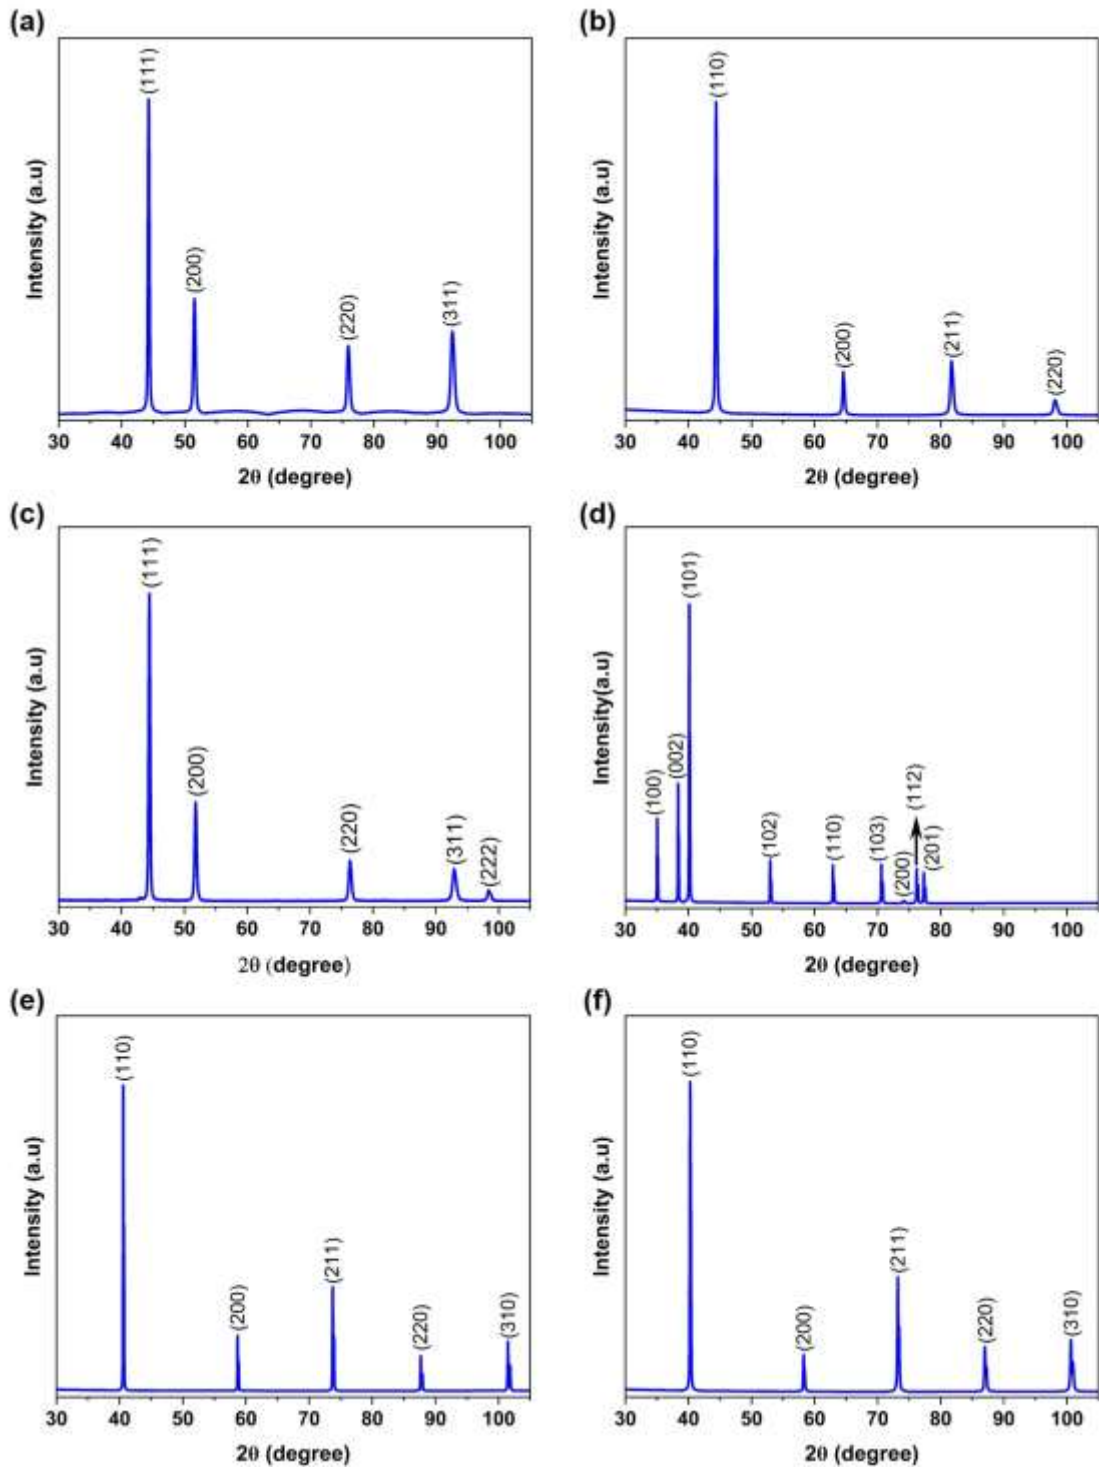 (a)
Intensity (a.u)
(111)
(200)
(220)
(311)
30 40 50 60 70 80 90 100
2θ (degree)
(b)
Intensity (a.u)
(110)
(200)
(211)
(220)
30 40 50 60 70 80 90 100
2θ (degree)
(c)
Intensity (a.u)
(111)
(200)
(220)
(311)
(222)
30 40 50 60 70 80 90 100
2θ (degree)
(d)
Intensity(a.u)
(100)
(002)
(101)
(102)
(110)
(103)
(200)
(112)
(201)
30 40 50 60 70 80 90 100
2θ (degree)
(e)
Intensity (a.u)
(110)
(200)
(211)
(220)
(310)
30 40 50 60 70 80 90 100
2θ (degree)
(f)
Intensity (a.u)
(110)
(200)
(211)
(220)
(310)
30 40 50 60 70 80 90 100
2θ (degree)